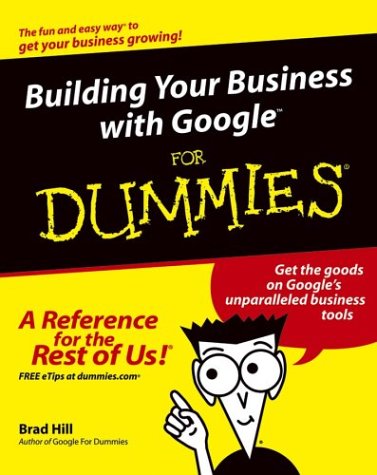 The fun and easy way™ to
get your business growing!
Building Your Business
with Google™
FOR
DUMMIES®
Get the goods
on Google's
unparalleled business
tools
A Reference
for the
Rest of Us!®
FREE eTips at dummies.com®
Brad Hill
Author of Google For Dummies